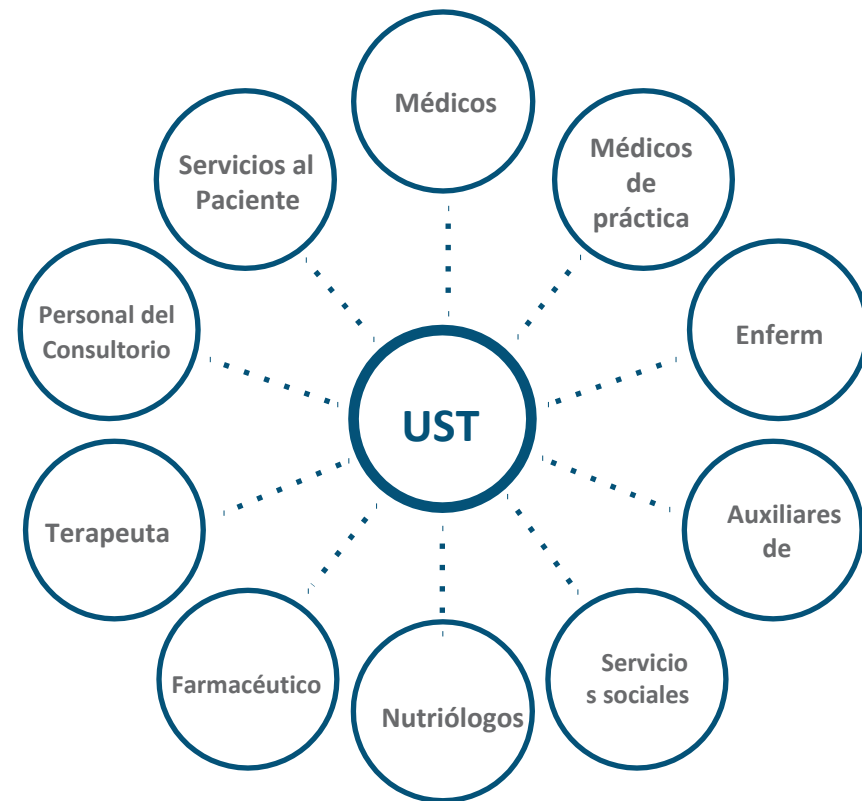 Médicos
Médicos
de
práctica
Enferm
Auxiliares
de
Servicio
s sociales
Nutriólogos
Farmacéutico
Terapeuta
Personal del
Consultorio
Servicios al
Paciente
UST